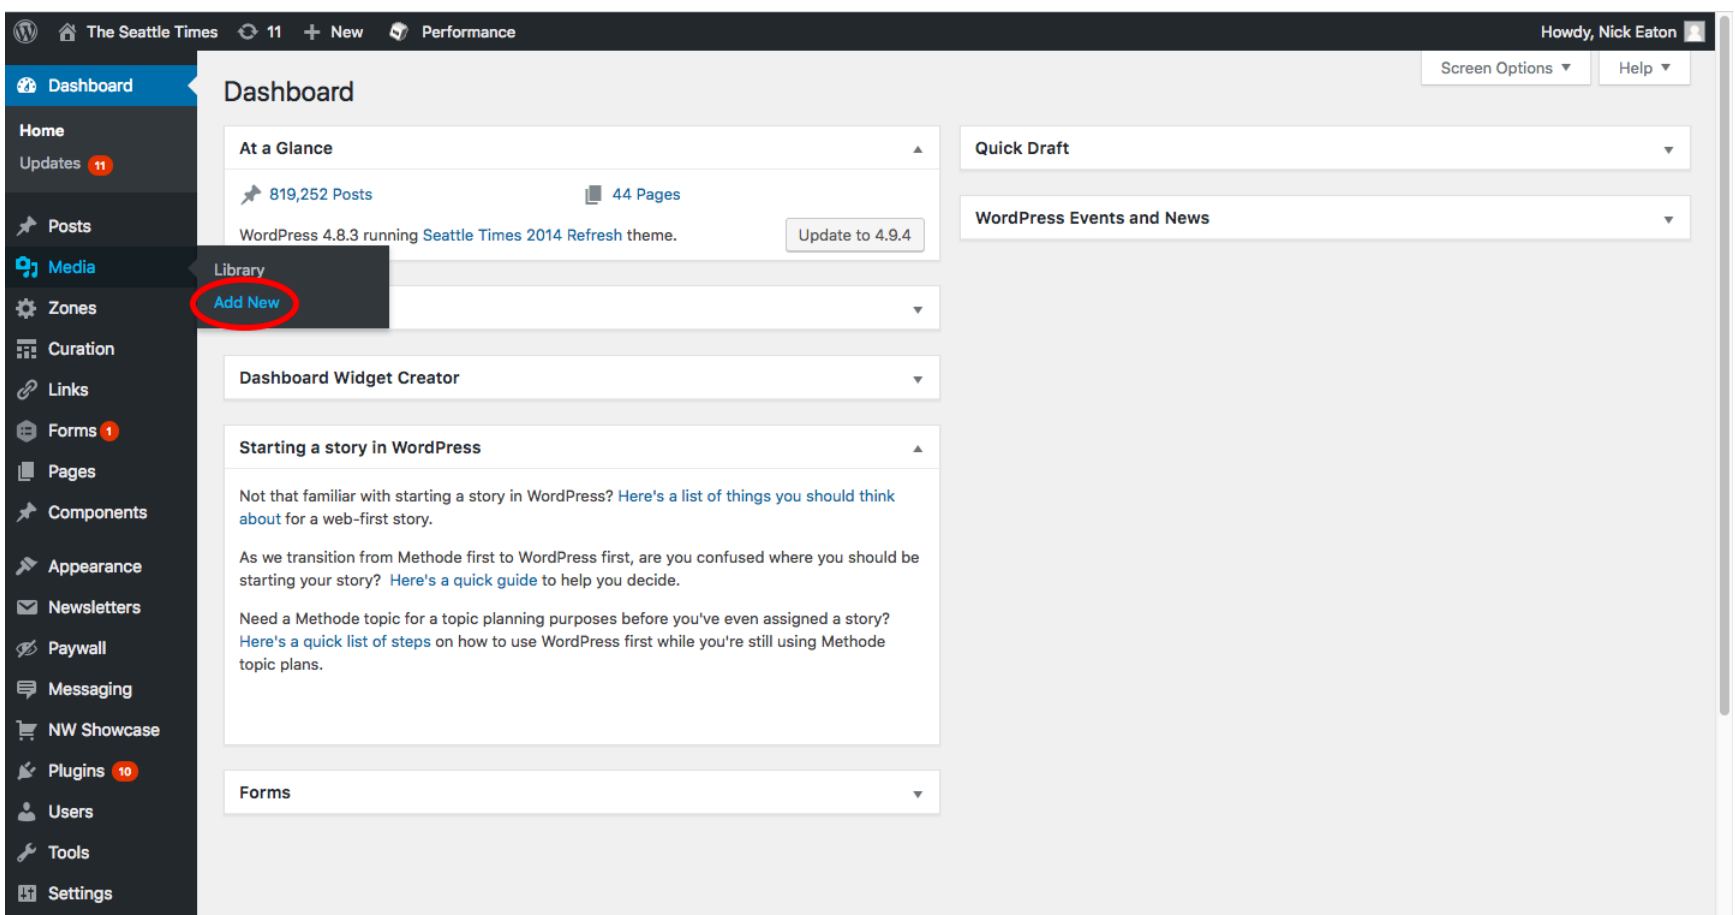 The Seattle Times 11 New Performance Howdy, Nick Eaton
Screen Options Help
Dashboard
Home
Updates 11
Posts
Media
Library
Add New
Zones
Curation
Links
Forms 1
Pages
Components
Appearance
Newsletters
Paywall
Messaging
NW Showcase
Plugins 10
Users
Tools
Settings
Dashboard
At a Glance
819,252 Posts 44 Pages
WordPress 4.8.3 running Seattle Times 2014 Refresh theme. Update to 4.9.4
Dashboard Widget Creator
Starting a story in WordPress
Not that familiar with starting a story in WordPress? Here's a list of things you should think
about for a web-first story.
As we transition from Methode first to WordPress first, are you confused where you should be
starting your story? Here's a quick guide to help you decide.
Need a Methode topic for a topic planning purposes before you've even assigned a story?
Here's a quick list of steps on how to use WordPress first while you're still using Methode
topic plans.
Forms
Quick Draft
WordPress Events and News